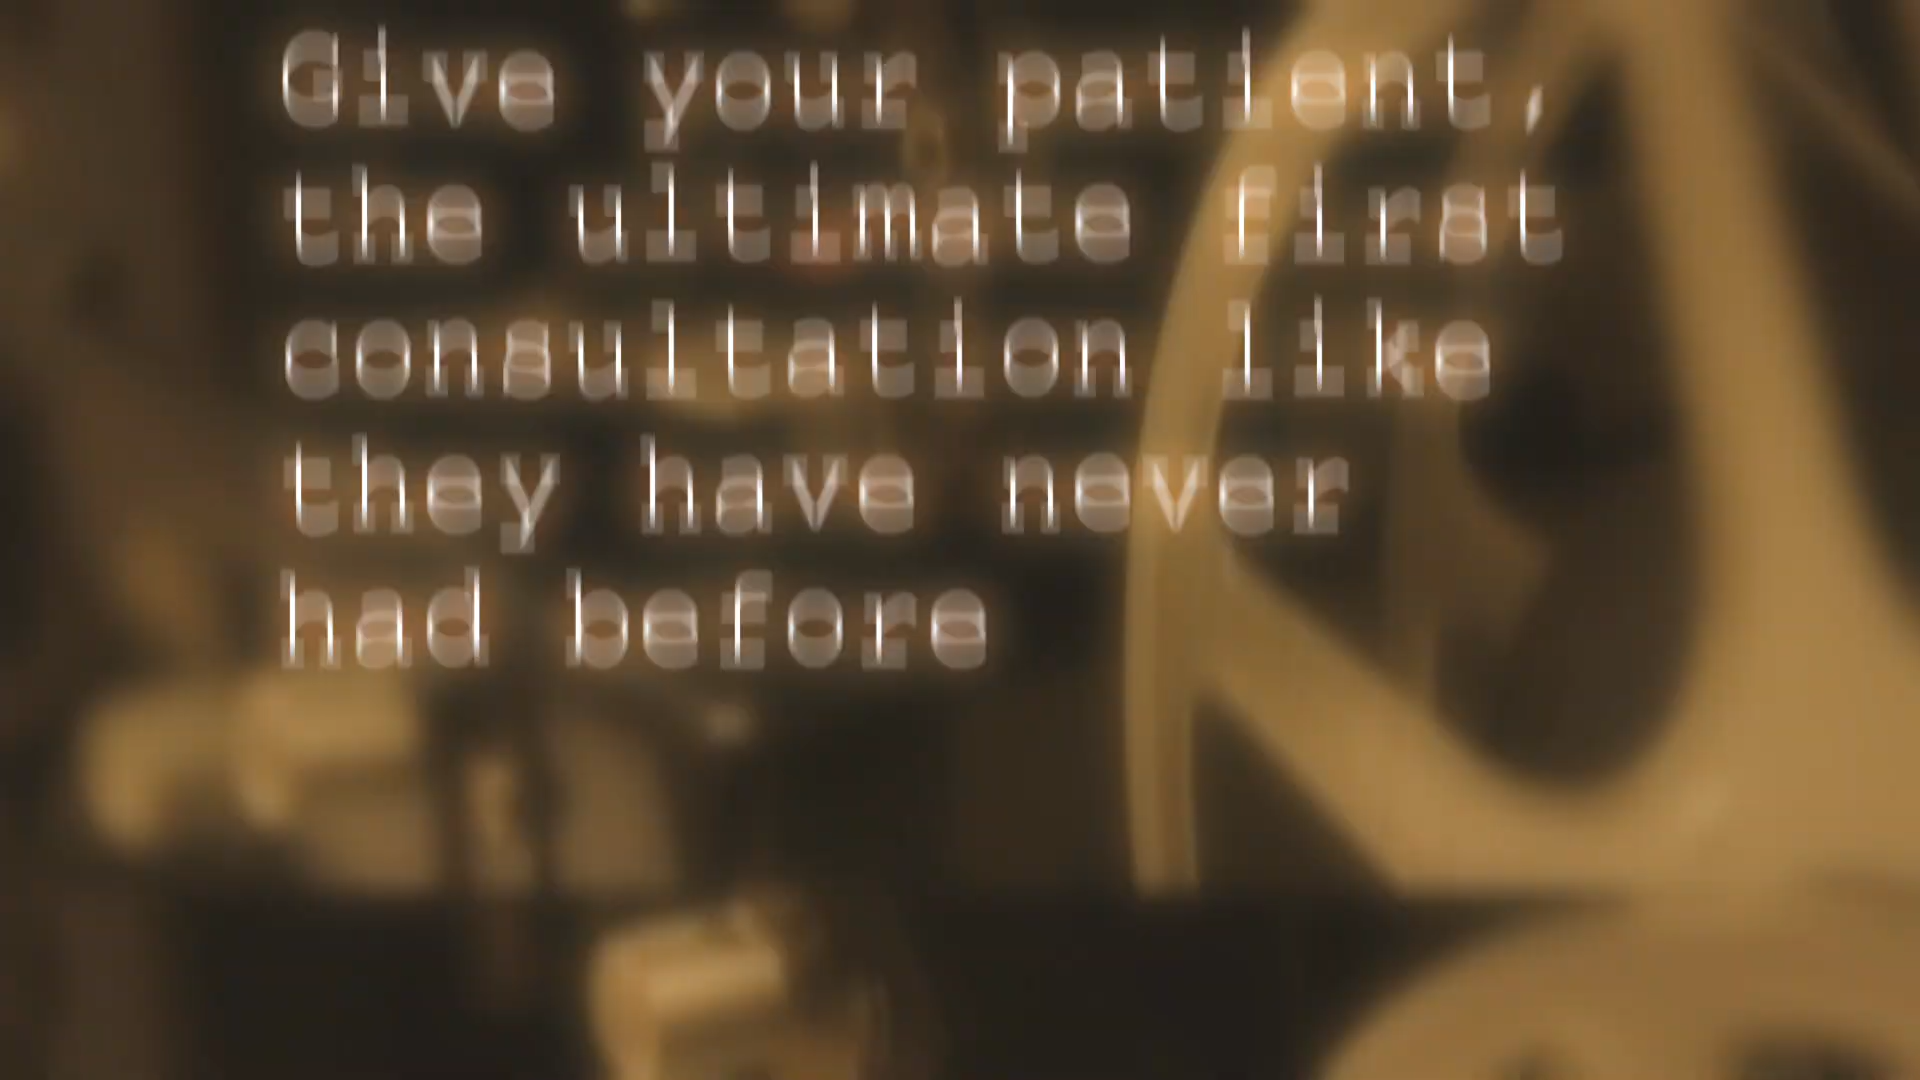 Give your patient,
the ultimate first
consultation like
they have never
had before